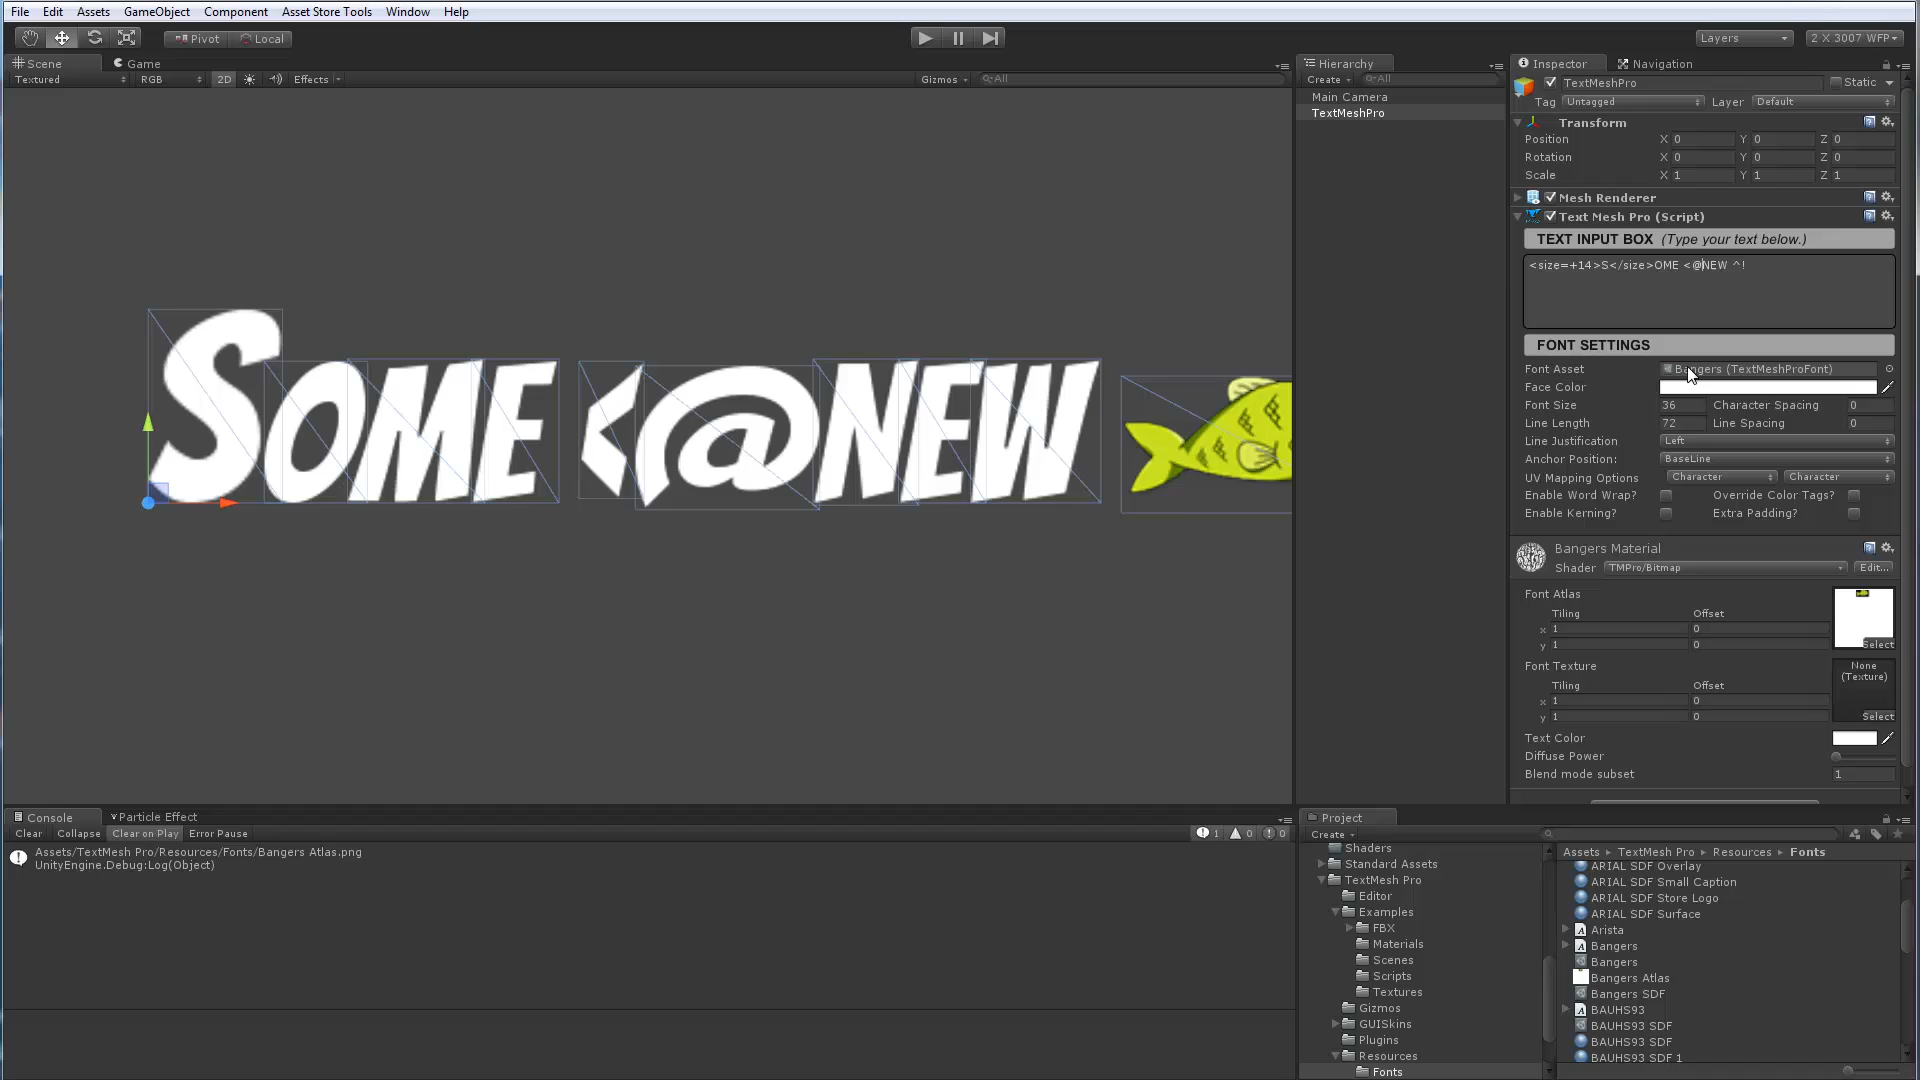 File Edit Assets GameObject Component Asset Store Tools Window Help
Pivot Local
Layers 2 X 3007 WFP
Scene Game
Textured RGB 2D Effects Gizmos All
SOME <@NEW
Hierarchy
Create All
Main Camera
TextMeshPro
Inspector Navigation
TextMeshPro Static
Tag Untagged Layer Default
Transform
Position X 0 Y 0 Z 0
Rotation X 0 Y 0 Z 0
Scale X 1 Y 1 Z 1
Mesh Renderer
Text Mesh Pro (Script)
TEXT INPUT BOX (Type your text below.)
<size=+14>S</size>OME <@NEW ^!
FONT SETTINGS
Font Asset Bangers (TextMeshProFont)
Face Color
Font Size 36 Character Spacing 0
Line Length 72 Line Spacing 0
Line Justification Left
Anchor Position: BaseLine
UV Mapping Options Character Character
Enable Word Wrap? Override Color Tags?
Enable Kerning? Extra Padding?
Bangers Material
Shader TMPro/Bitmap Edit...
Font Atlas
Tiling Offset
x 1 0
y 1 0
Select
Font Texture
None
(Texture)
Tiling Offset
x 1 0
y 1 0
Select
Text Color
Diffuse Power
Blend mode subset 1
Console Particle Effect
Clear Collapse Clear on Play Error Pause 1 0 0
Assets/TextMesh Pro/Resources/Fonts/Bangers Atlas.png
UnityEngine.Debug:Log(Object)
Project
Create
Shaders
Standard Assets
TextMesh Pro
Editor
Examples
FBX
Materials
Scenes
Scripts
Textures
Gizmos
GUISkins
Plugins
Resources
Fonts
Assets TextMesh Pro Resources Fonts
ARIAL SDF Overlay
ARIAL SDF Small Caption
ARIAL SDF Store Logo
ARIAL SDF Surface
Arista
Bangers
Bangers
Bangers Atlas
Bangers SDF
BAUHS93
BAUHS93 SDF
BAUHS93 SDF
BAUHS93 SDF 1